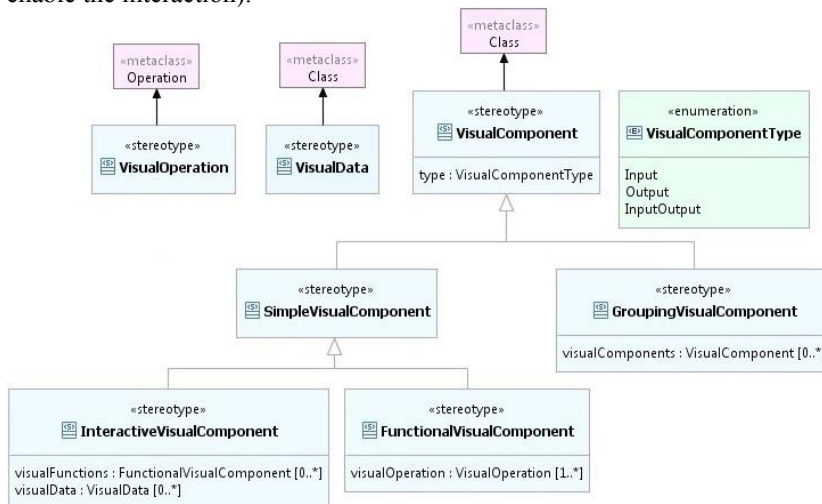 enable the interaction).
«metaclass»
Class
«metaclass»
Operation
«metaclass»
Class
«stereotype»
VisualOperation
«stereotype»
VisualData
«stereotype»
VisualComponent
type : VisualComponentType
«enumeration»
VisualComponentType
Input
Output
InputOutput
«stereotype»
SimpleVisualComponent
«stereotype»
GroupingVisualComponent
visualComponents : VisualComponent [0..*
«stereotype»
InteractiveVisualComponent
visualFunctions : FunctionalVisualComponent [0..*]
visualData : VisualData [0..*]
«stereotype»
FunctionalVisualComponent
visualOperation : VisualOperation [1..*]